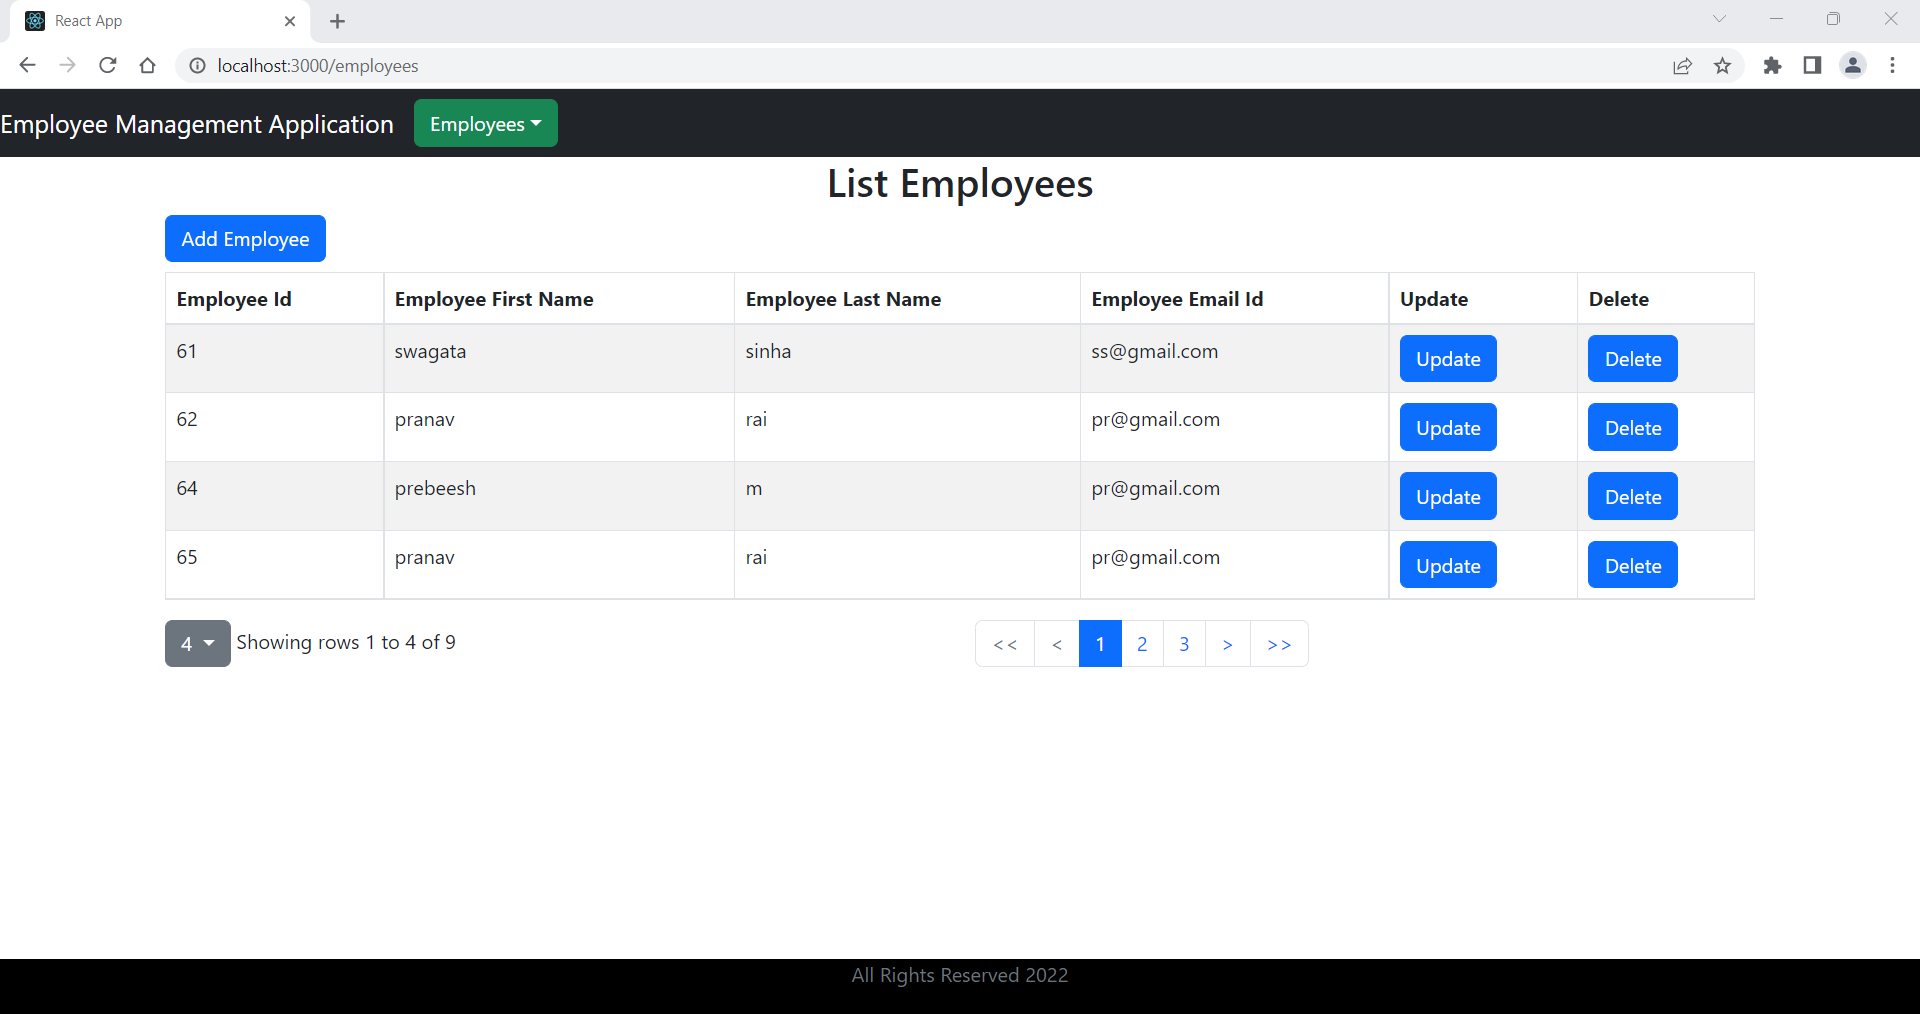 React App
localhost:3000/employees
Employee Management Application Employees
List Employees
Add Employee
Employee Id Employee First Name Employee Last Name Employee Email Id Update Delete
61 swagata sinha ss@gmail.com Update Delete
62 pranav rai pr@gmail.com Update Delete
64 prebeesh m pr@gmail.com Update Delete
65 pranav rai pr@gmail.com Update Delete
4 Showing rows 1 to 4 of 9 << < 1 2 3 > >>
All Rights Reserved 2022